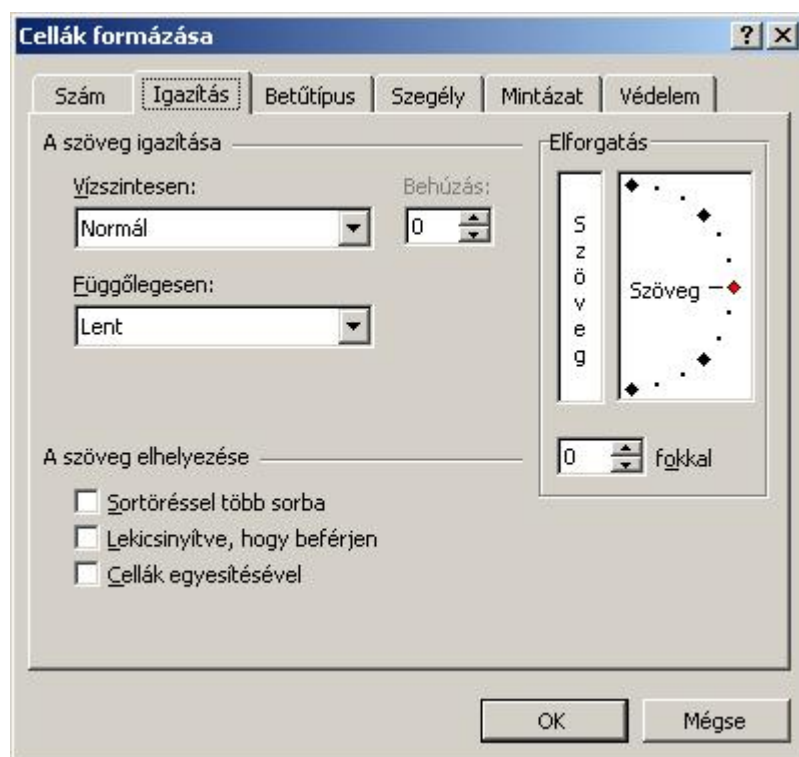 Cellák formázása
Szám Igazítás Betűtípus Szegély Mintázat Védelem
A szöveg igazítása
Vízszintesen:
Normál
Behúzás:
0
Függőlegesen:
Lent
A szöveg elhelyezése
Sortöréssel több sorba
Lekicsinyítve, hogy beférjen
Cellák egyesítésével
Elforgatás
Szöveg
Szöveg
0 fokkal
OK Mégse